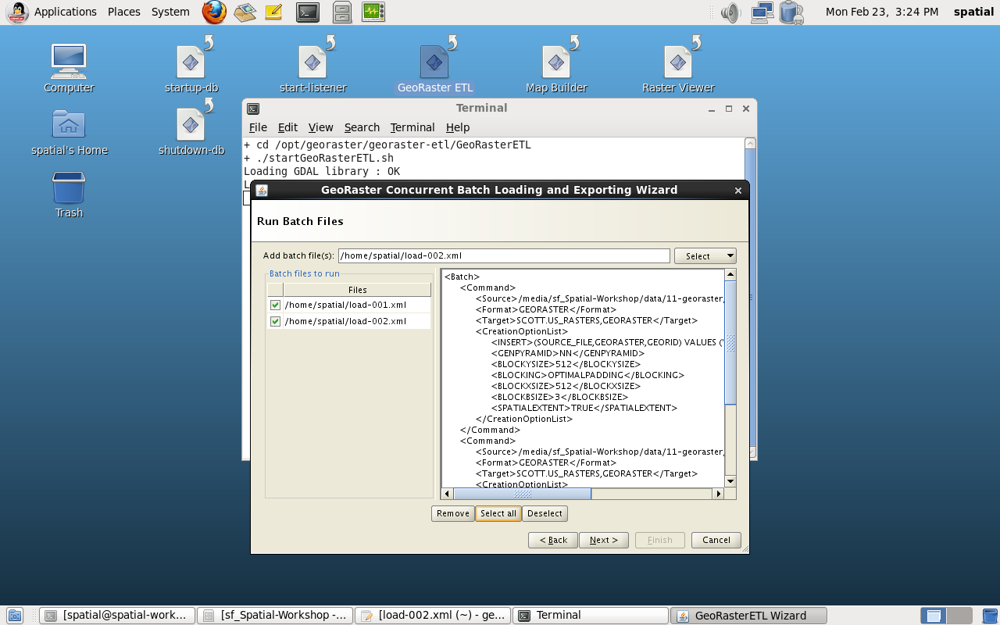 Applications Places System Mon Feb 23, 3:24 PM spatial
Computer startup-db start-listener GeoRaster ETL Map Builder Raster Viewer
spatial's Home shutdown-db
Trash
Terminal
File Edit View Search Terminal Help
+ cd /opt/georaster/georaster-etl/GeoRasterETL
+ ./startGeoRasterETL.sh
Loading GDAL library : OK
GeoRaster Concurrent Batch Loading and Exporting Wizard
Run Batch Files
Add batch file(s): /home/spatial/load-002.xml Select
Batch files to run
Files
/home/spatial/load-001.xml
/home/spatial/load-002.xml
<Batch>
<Command>
<Source>/media/sf_Spatial-Workshop/data/11-georaster,
<Format>GEORASTER</Format>
<Target>SCOTT.US_RASTERS,GEORASTER</Target>
<CreationOptionList>
<INSERT>(SOURCE_FILE,GEORASTER,GEORID) VALUES ('
<GENPYRAMID>NN</GENPYRAMID>
<BLOCKYSIZE>512</BLOCKYSIZE>
<BLOCKING>OPTIMALPADDING</BLOCKING>
<BLOCKXSIZE>512</BLOCKXSIZE>
<BLOCKBSIZE>3</BLOCKBSIZE>
<SPATIALEXTENT>TRUE</SPATIALEXTENT>
</CreationOptionList>
</Command>
<Command>
<Source>/media/sf_Spatial-Workshop/data/11-georaster,
<Format>GEORASTER</Format>
<Target>SCOTT.US_RASTERS,GEORASTER</Target>
<CreationOptionList>
Remove Select all Deselect
< Back Next > Finish Cancel
[spatial@spatial-work... [sf_Spatial-Workshop -... [load-002.xml (~) - ge... Terminal GeoRasterETL Wizard